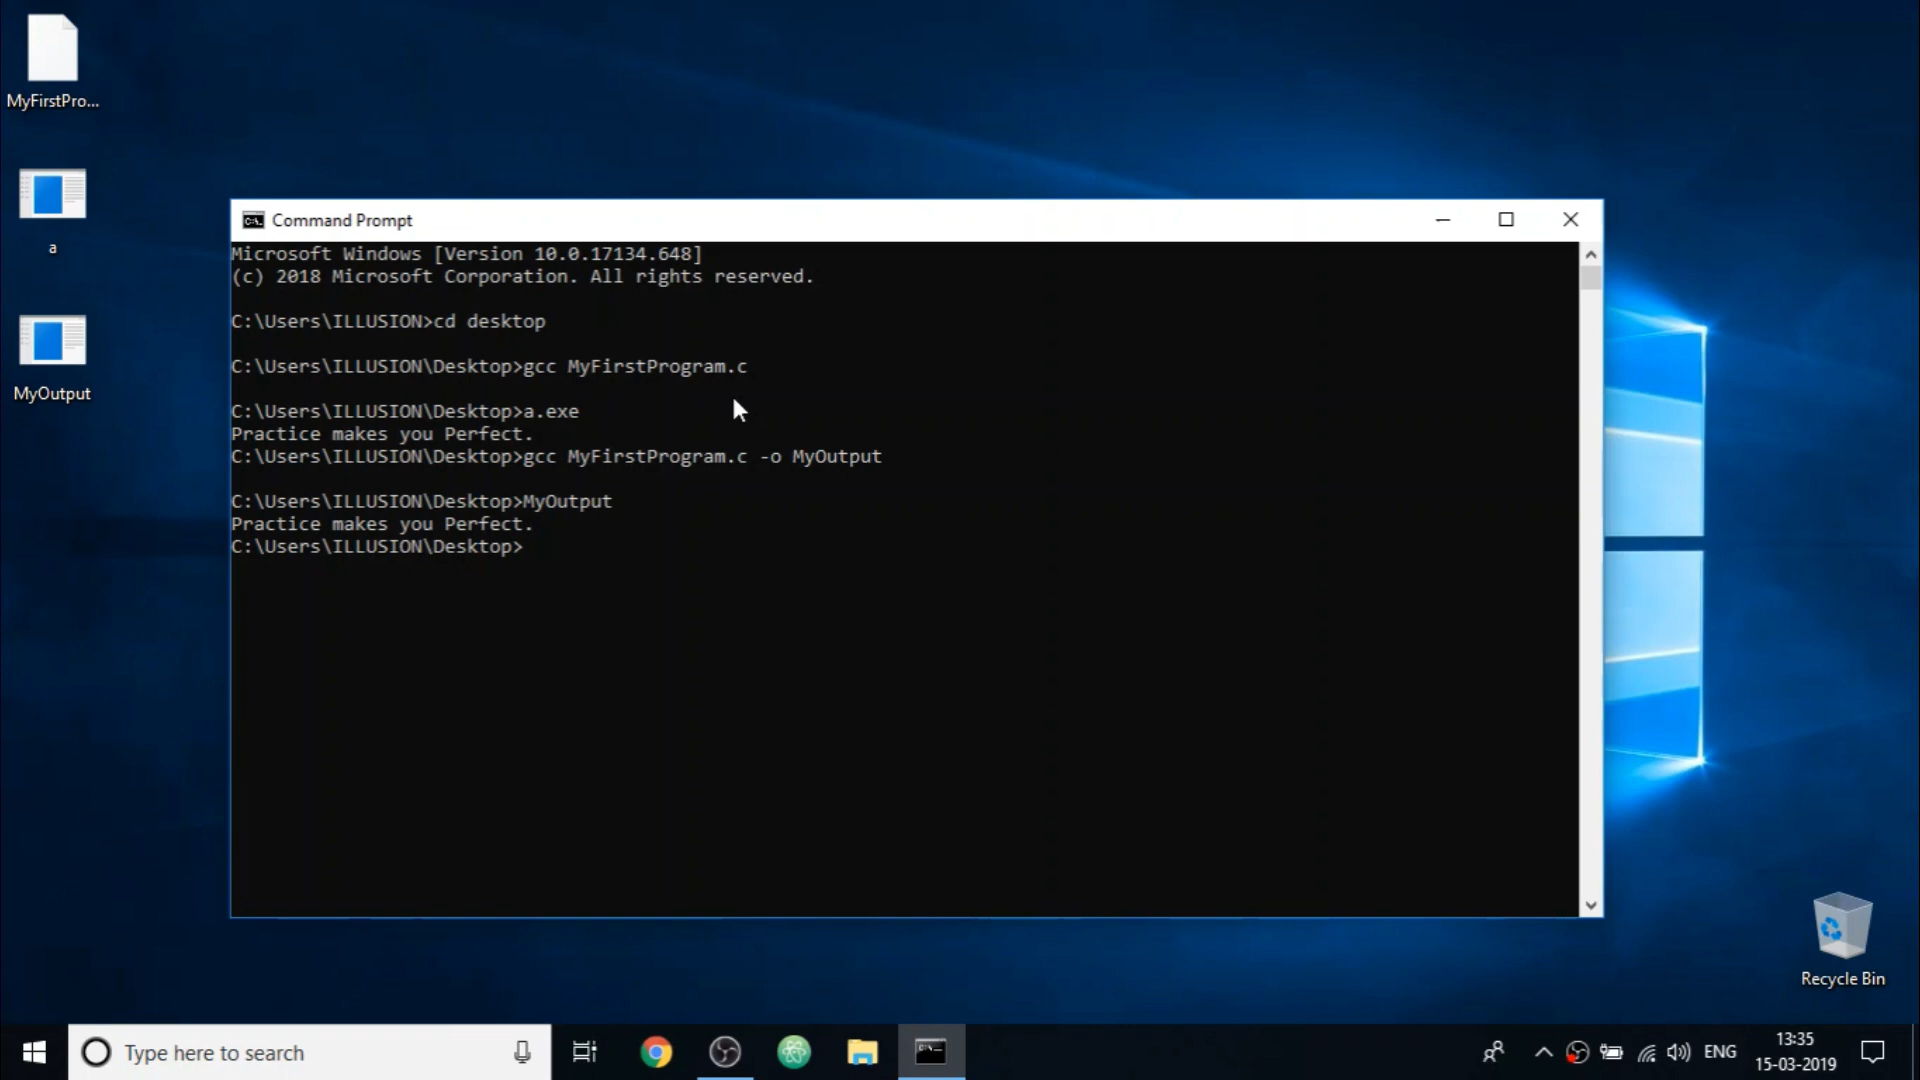 MyFirstPro...
a
MyOutput
Command Prompt
Microsoft Windows [Version 10.0.17134.648]
(c) 2018 Microsoft Corporation. All rights reserved.
C:\Users\ILLUSION>cd desktop
C:\Users\ILLUSION\Desktop>gcc MyFirstProgram.c
C:\Users\ILLUSION\Desktop>a.exe
Practice makes you Perfect.
C:\Users\ILLUSION\Desktop>gcc MyFirstProgram.c -o MyOutput
C:\Users\ILLUSION\Desktop>MyOutput
Practice makes you Perfect.
C:\Users\ILLUSION\Desktop>
Recycle Bin
Type here to search
ENG
13:35
15-03-2019